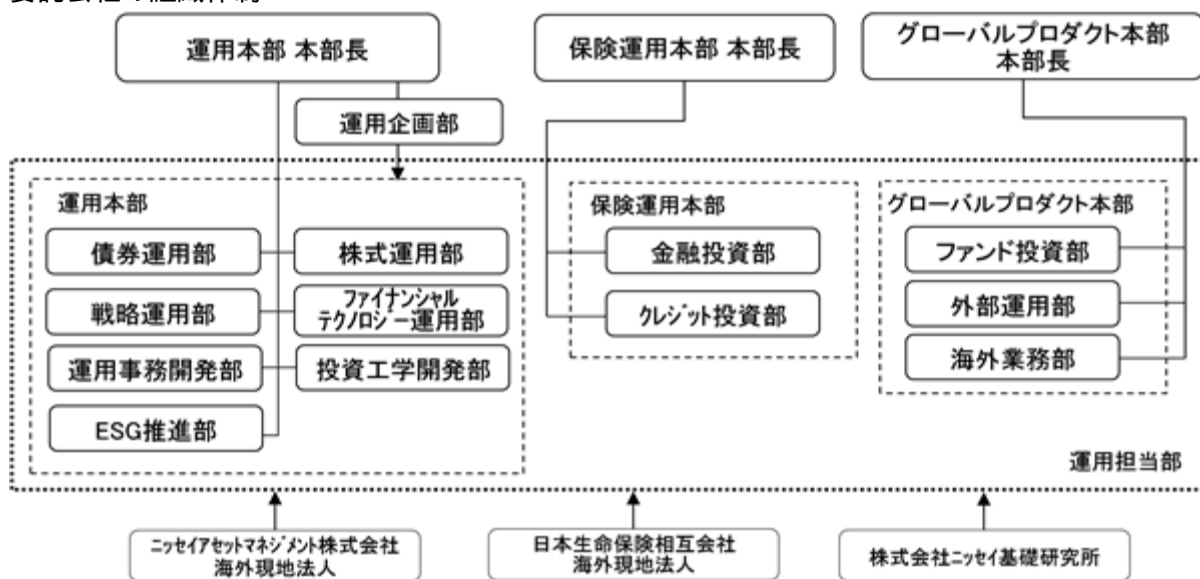 運用本部 本部長
保険運用本部 本部長
グローバルプロダクト本部
本部長
運用企画部
運用本部
債券運用部
株式運用部
戦略運用部
ファイナンシャル
テクノロジー運用部
運用事務開発部
投資工学開発部
ESG推進部
保険運用本部
金融投資部
クレジット投資部
グローバルプロダクト本部
ファンド投資部
外部運用部
海外業務部
運用担当部
ニッセイアセットマネジメント株式会社
海外現地法人
日本生命保険相互会社
海外現地法人
株式会社ニッセイ基礎研究所